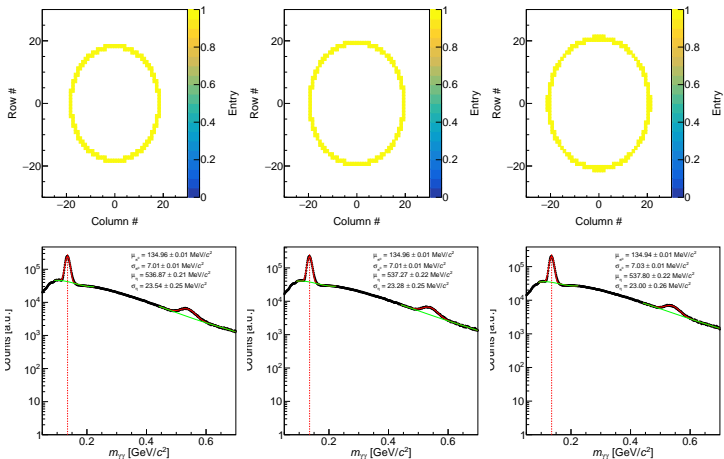 20
0
−20
Row #
−20 0 20
Column #
1
0.8
0.6
0.4
0.2
0
Entry
20
0
−20
Row #
−20 0 20
Column #
1
0.8
0.6
0.4
0.2
0
Entry
20
0
−20
Row #
−20 0 20
Column #
1
0.8
0.6
0.4
0.2
0
Entry
μπ⁰ = 134.96 ± 0.01 MeV/c²
σπ⁰ = 7.01 ± 0.01 MeV/c²
μη = 536.87 ± 0.21 MeV/c²
ση = 23.54 ± 0.25 MeV/c²
10⁵
10⁴
10³
10²
10
1
Counts [a.u.]
0.2 0.4 0.6
mγγ [GeV/c²]
μπ⁰ = 134.96 ± 0.01 MeV/c²
σπ⁰ = 7.01 ± 0.01 MeV/c²
μη = 537.27 ± 0.22 MeV/c²
ση = 23.28 ± 0.25 MeV/c²
10⁵
10⁴
10³
10²
10
1
Counts [a.u.]
0.2 0.4 0.6
mγγ [GeV/c²]
μπ⁰ = 134.94 ± 0.01 MeV/c²
σπ⁰ = 7.03 ± 0.01 MeV/c²
μη = 537.80 ± 0.22 MeV/c²
ση = 23.00 ± 0.26 MeV/c²
10⁵
10⁴
10³
10²
10
1
Counts [a.u.]
0.2 0.4 0.6
mγγ [GeV/c²]